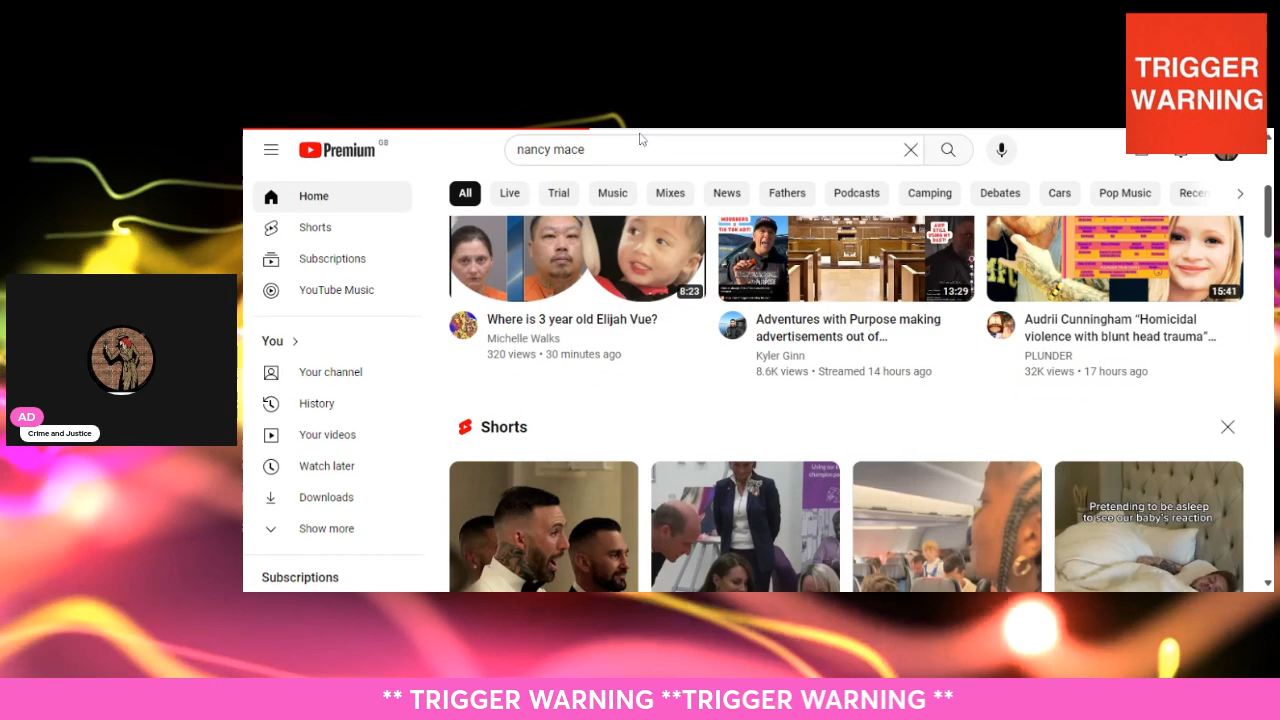 TRIGGER
WARNING
Premium GB
nancy mace
Home
Shorts
Subscriptions
YouTube Music
You
Your channel
History
Your videos
Watch later
Downloads
Show more
Subscriptions
All Live Trial Music Mixes News Fathers Podcasts Camping Debates Cars Pop Music
8:23
13:29
15:41
Where is 3 year old Elijah Vue?
Michelle Walks
320 views • 30 minutes ago
Adventures with Purpose making
advertisements out of...
Kyler Ginn
8.6K views • Streamed 14 hours ago
Audrii Cunningham “Homicidal
violence with blunt head trauma”...
PLUNDER
32K views • 17 hours ago
Shorts
Pretending to be asleep
to see our baby's reaction
AD
Crime and Justice
** TRIGGER WARNING **TRIGGER WARNING **